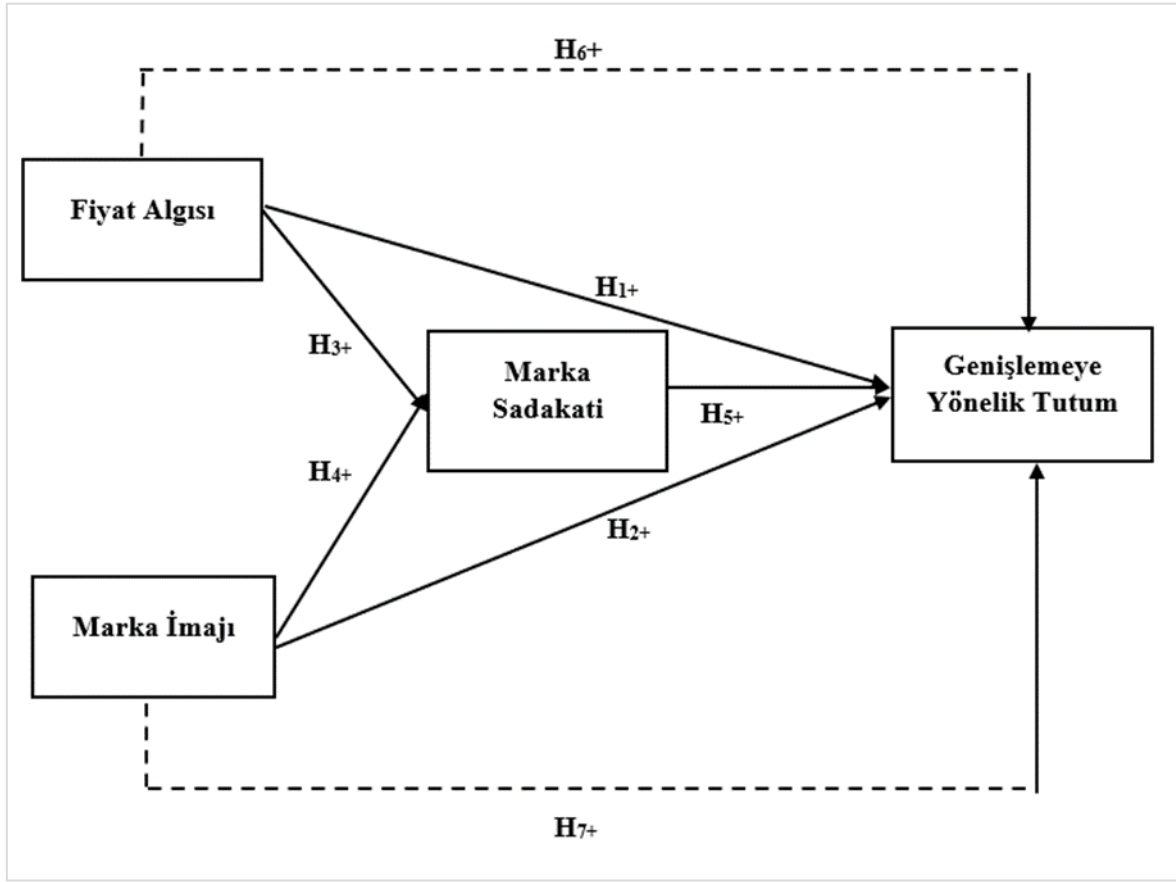 H6+
Fiyat Algısı
H1+
H3+
Marka
Sadakati
Genişlemeye
Yönelik Tutum
H5+
H4+
H2+
Marka İmajı
H7+